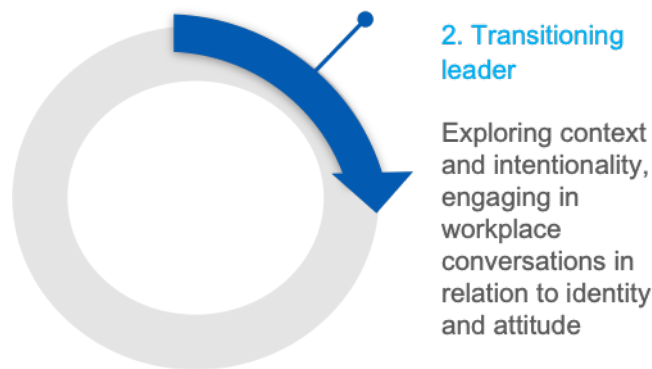 2. Transitioning
leader
Exploring context
and intentionality,
engaging in
workplace
conversations in
relation to identity
and attitude